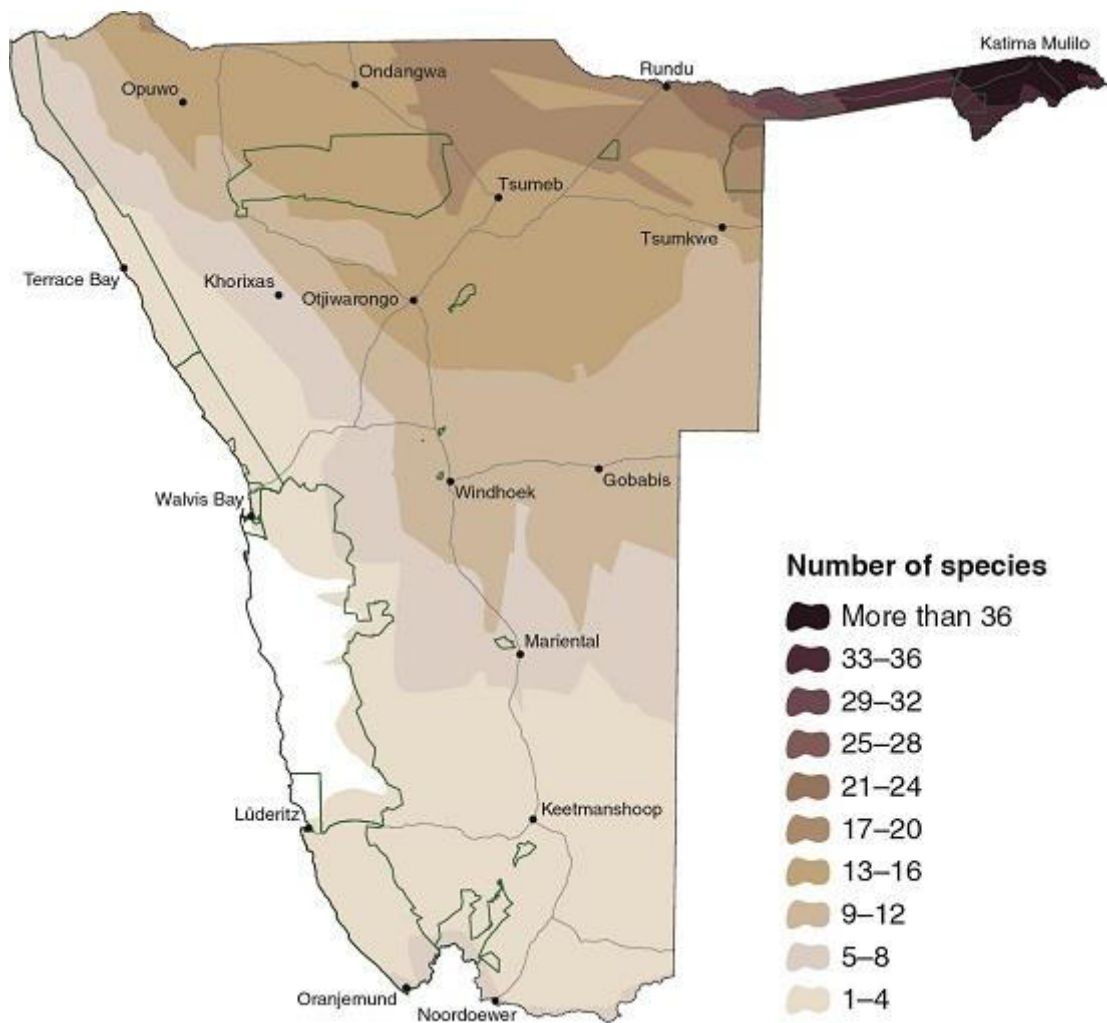 Katima Mulilo
Rundu
Ondangwa
Opuwo
Tsumeb
Tsumkwe
Terrace Bay
Khorixas
Otjiwarongo
Gobabis
Windhoek
Walvis Bay
Number of species
More than 36
Mariental
33–36
29–32
25–28
21–24
Lüderitz
Keetmanshoop
17–20
13–16
9–12
5–8
Oranjemund
1–4
Noordoewer